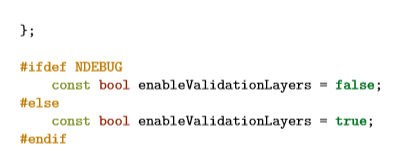 };
#ifdef NDEBUG
    const bool enableValidationLayers = false;
#else
    const bool enableValidationLayers = true;
#endif